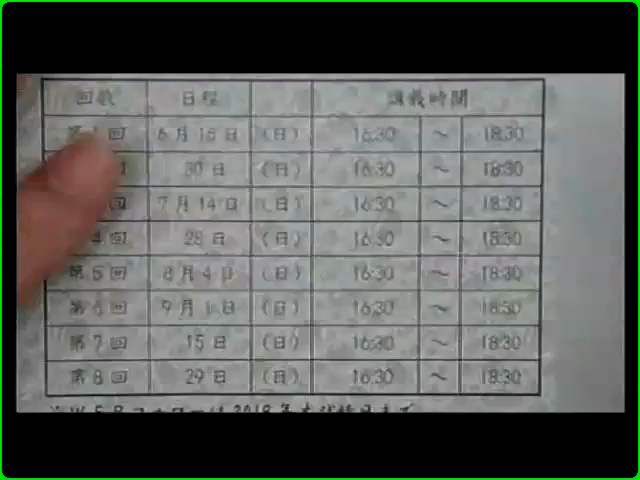 回数 日程 講義時間
第1回 6月16日 (日) 16:30 ～ 18:30
回 30日 (日) 16:30 ～ 18:30
回 7月14日 (日) 16:30 ～ 18:30
4回 28日 (日) 16:30 ～ 18:30
第5回 8月4日 (日) 16:30 ～ 18:30
第6回 9月1日 (日) 16:30 ～ 18:30
第7回 15日 (日) 16:30 ～ 18:30
第8回 29日 (日) 16:30 ～ 18:30